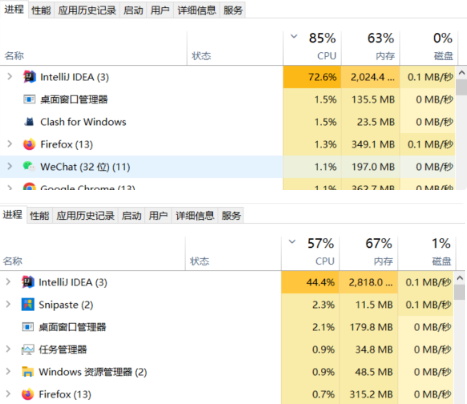 进程 性能 应用历史记录 启动 用户 详细信息 服务
85% 63% 0%
名称 状态 CPU 内存 磁盘
IntelliJ IDEA (3) 72.6% 2,024.4 ... 0.1 MB/秒
桌面窗口管理器 1.5% 135.5 MB 0 MB/秒
Clash for Windows 1.5% 23.5 MB 0 MB/秒
Firefox (13) 1.3% 349.1 MB 0.1 MB/秒
WeChat (32 位) (11) 1.1% 197.0 MB 0 MB/秒
Google Chrome (13) 1.1% 362.7 MB 0 MB/秒
进程 性能 应用历史记录 启动 用户 详细信息 服务
57% 67% 1%
名称 状态 CPU 内存 磁盘
IntelliJ IDEA (3) 44.4% 2,818.0 ... 0.1 MB/秒
Snipaste (2) 2.3% 11.5 MB 0.1 MB/秒
桌面窗口管理器 2.1% 179.8 MB 0 MB/秒
任务管理器 0.9% 34.8 MB 0 MB/秒
Windows 资源管理器 (2) 0.9% 48.5 MB 0 MB/秒
Firefox (13) 0.7% 315.2 MB 0 MB/秒